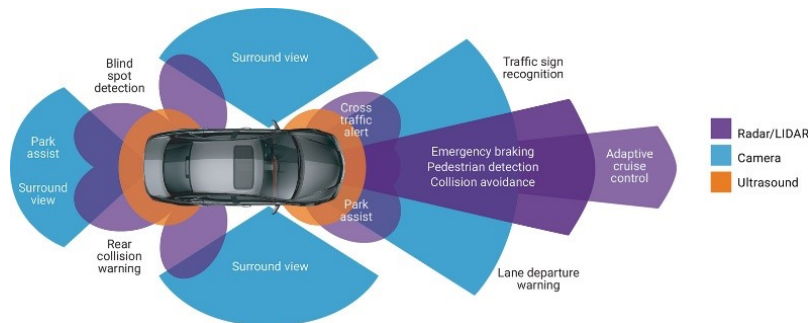 Surround view
Blind
spot
detection
Traffic sign
recognition
Cross
traffic
alert
Park
assist
Surround
view
Emergency braking
Pedestrian detection
Collision avoidance
Adaptive
cruise
control
Radar/LIDAR
Camera
Ultrasound
Park
assist
Rear
collision
warning
Surround view
Lane departure
warning